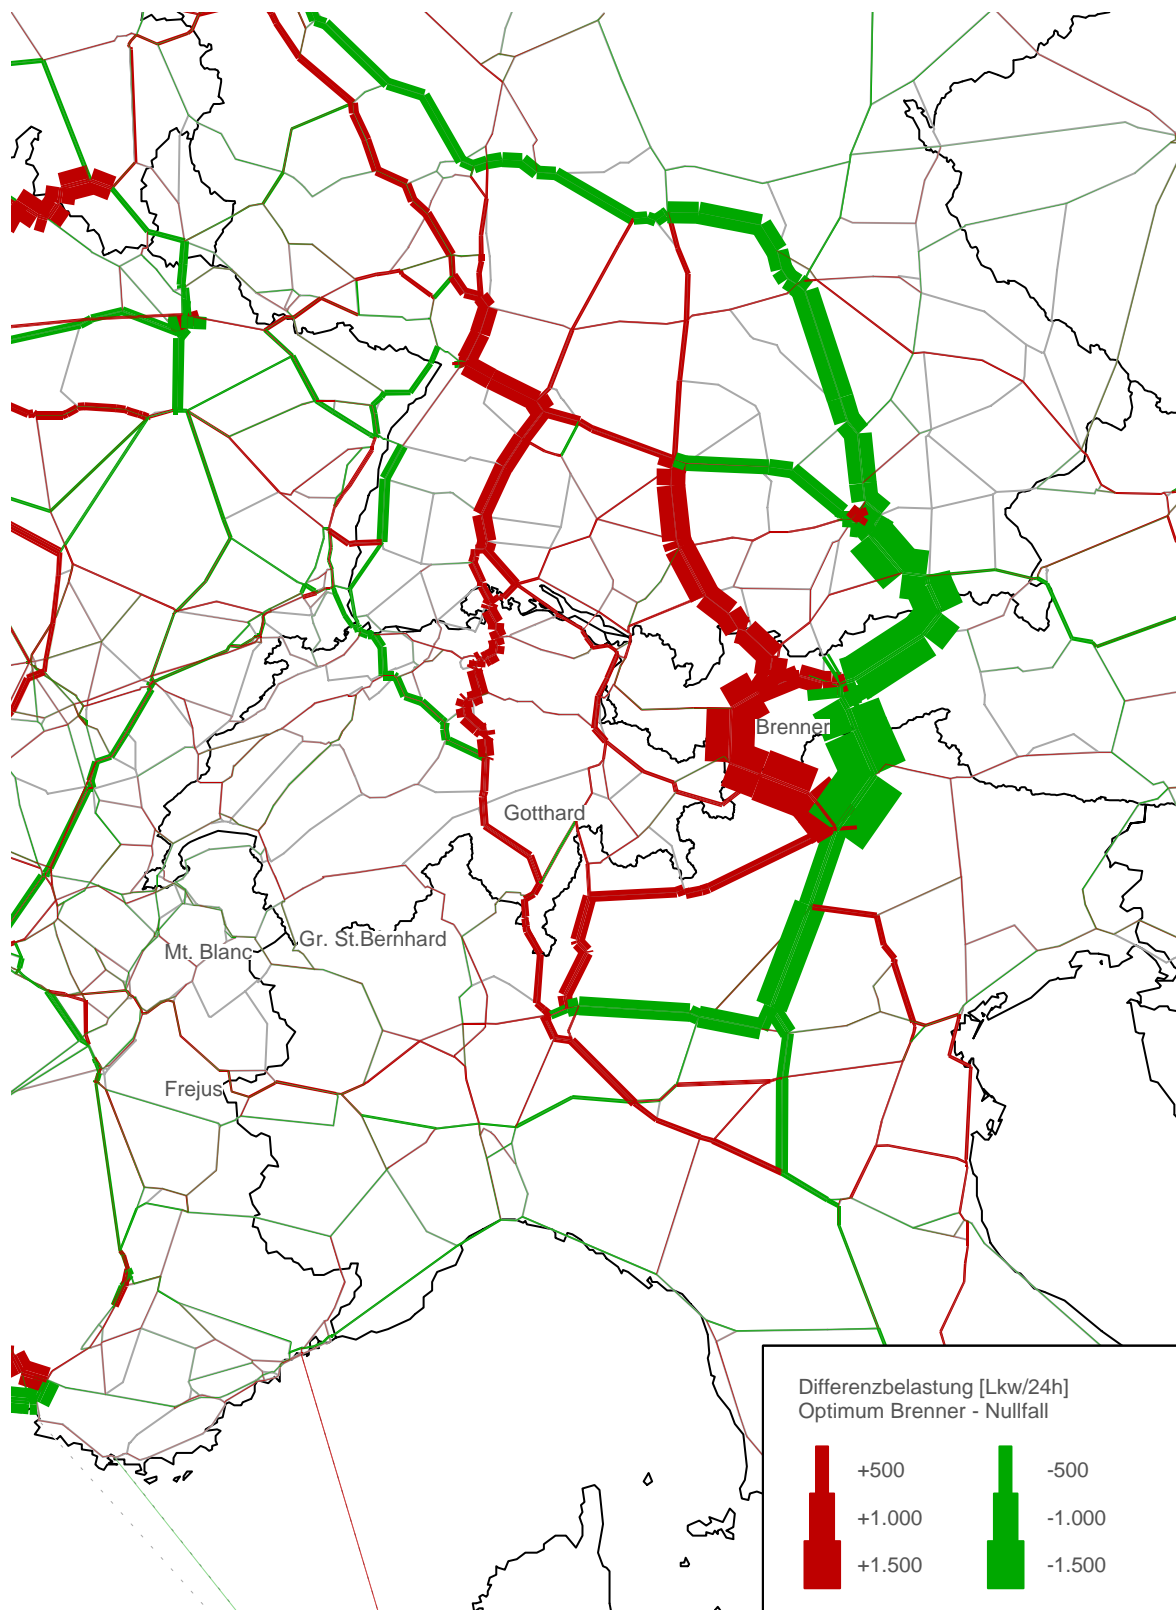 Brenner
Gotthard
Gr. St.Bernhard
Mt. Blanc
Frejus
Differenzbelastung [Lkw/24h]
Optimum Brenner - Nullfall
+500
-500
+1.000
-1.000
+1.500
-1.500